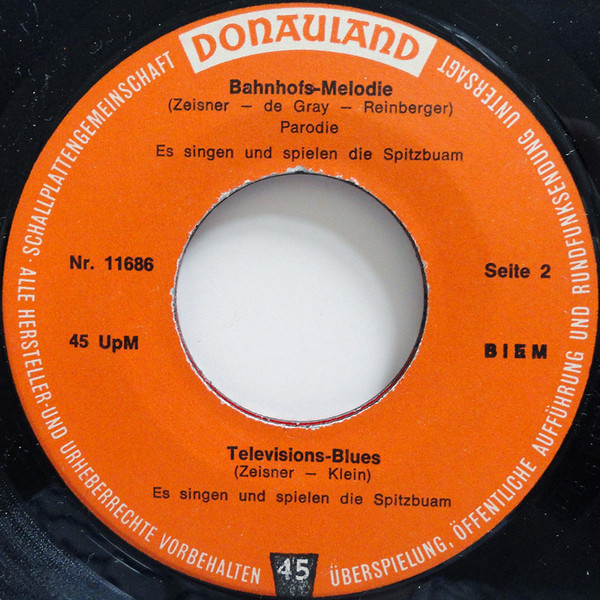 DONAULAND
SCHALLPLATTENGEMEINSCHAFT · ALLE HERSTELLER-UND URHEBERRECHTE VORBEHALTEN
Bahnhofs-Melodie
(Zeisner – de Gray – Reinberger)
Parodie
Es singen und spielen die Spitzbuam
Nr. 11686
Seite 2
45 UpM
BIEM
Televisions-Blues
(Zeisner – Klein)
Es singen und spielen die Spitzbuam
45
ÜBERSPIELUNG, ÖFFENTLICHE AUFFÜHRUNG UND RUNDFUNKSENDUNG UNTERSAGT